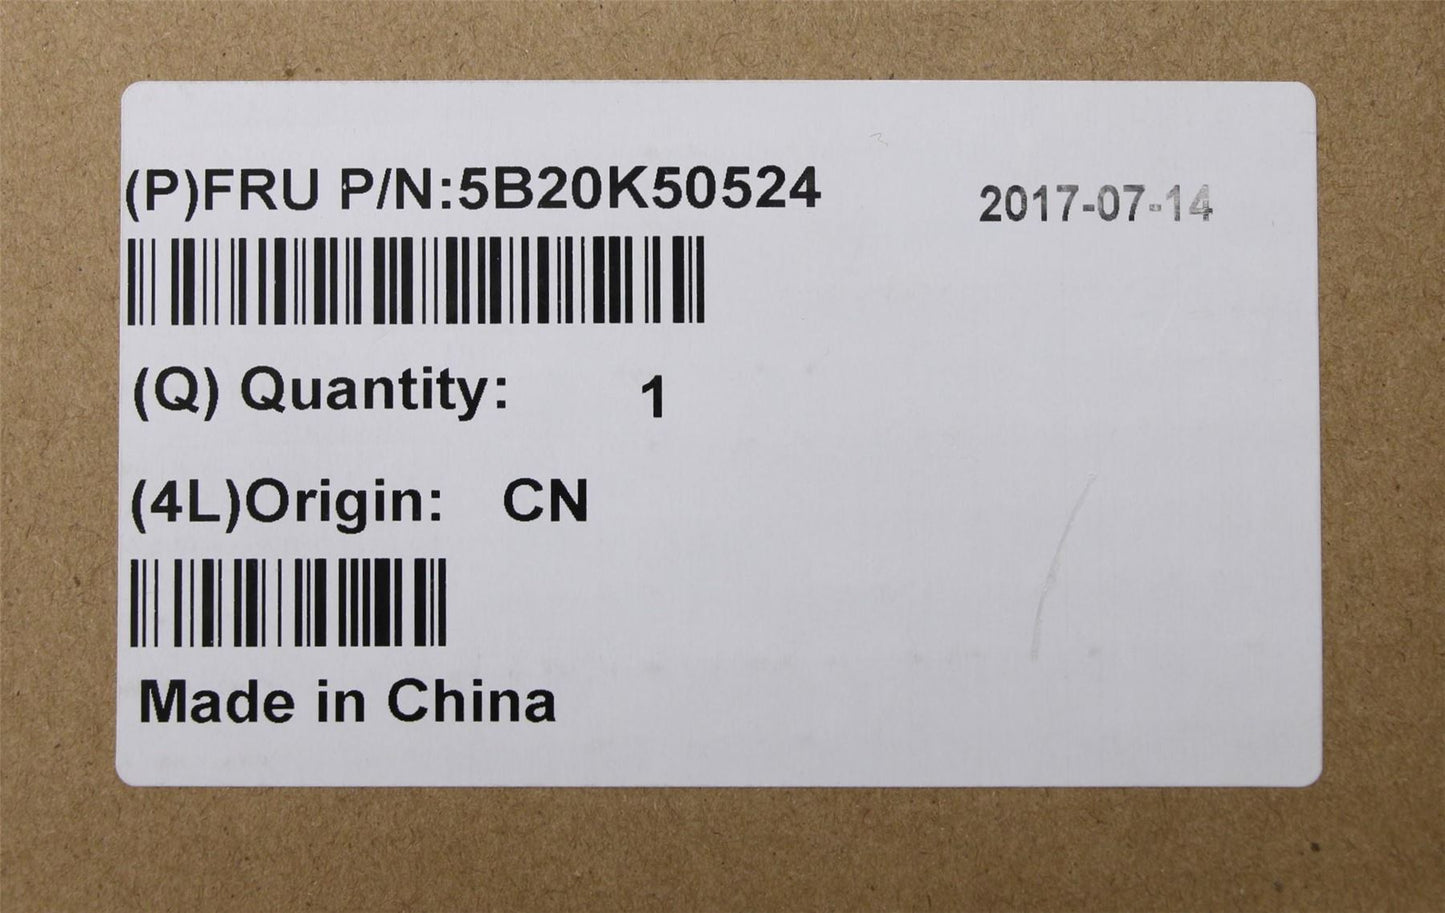 (P)FRU P/N:5B20K50524
2017-07-14
(Q) Quantity: 1
(4L)Origin: CN
Made in China